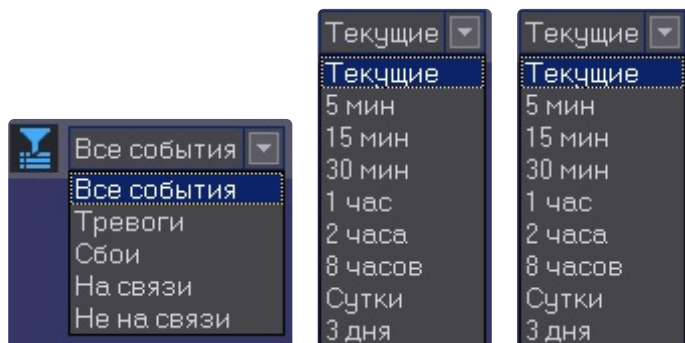 Все события
Все события
Тревоги
Сбои
На связи
Не на связи
Текущие
Текущие
5 мин
15 мин
30 мин
1 час
2 часа
8 часов
Сутки
3 дня
Текущие
Текущие
5 мин
15 мин
30 мин
1 час
2 часа
8 часов
Сутки
3 дня